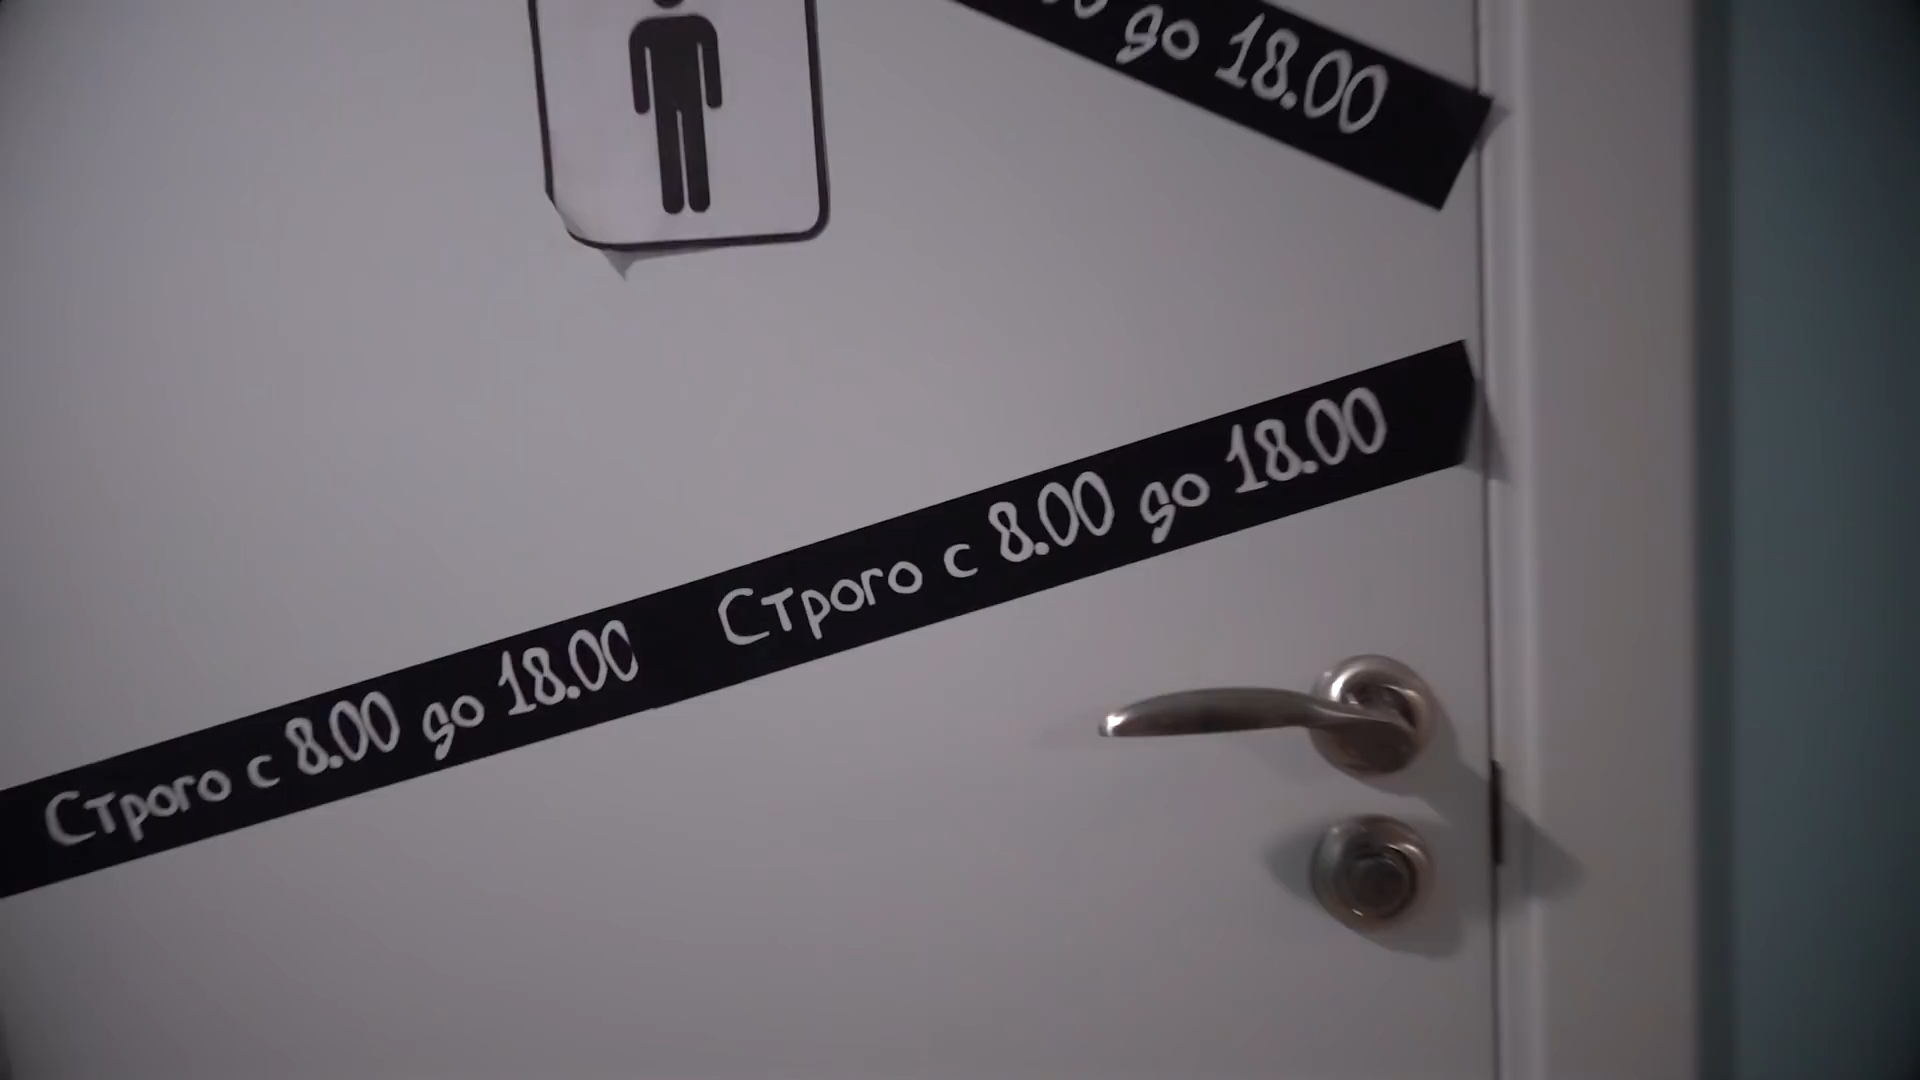 до 18.00
Строго с 8.00 до 18.00 Строго с 8.00 до 18.00